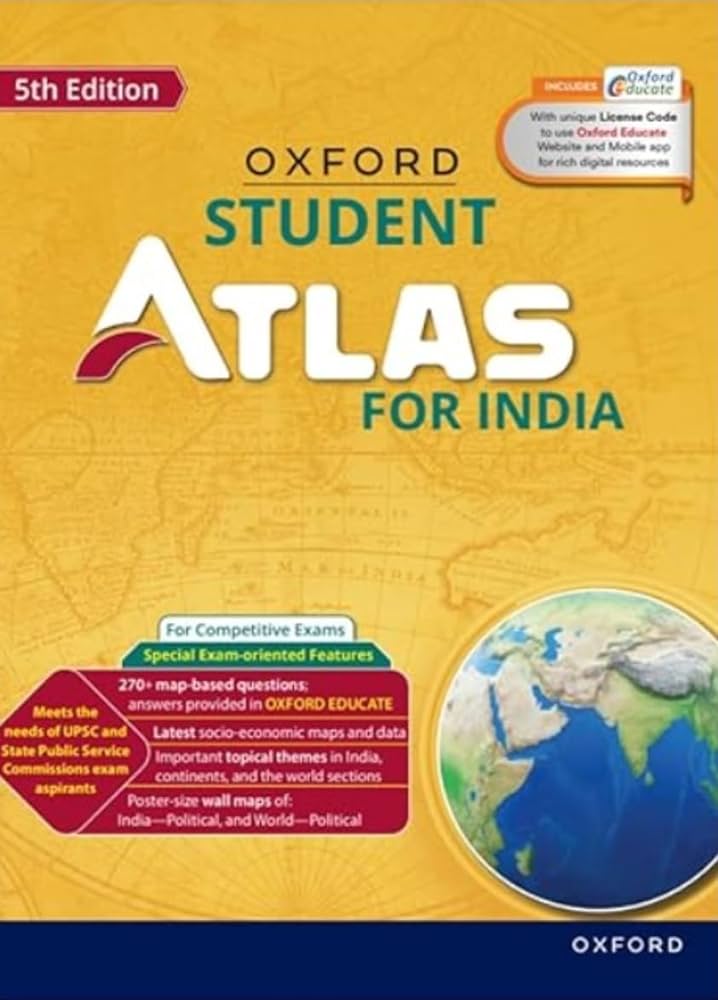 5th Edition
INCLUDES
Oxford
educate
With unique License Code
to use Oxford Educate
Website and Mobile app
for rich digital resources
OXFORD
STUDENT
ATLAS
FOR INDIA
MAR DI INDIA
For Competitive Exams
Special Exam-oriented Features
Meets the
needs of UPSC and
State Public Service
Commissions exam
aspirants
270+ map-based questions;
answers provided in OXFORD EDUCATE
Latest socio-economic maps and data
Important topical themes in India,
continents, and the world sections
Poster-size wall maps of:
India—Political, and World—Political
OXFORD